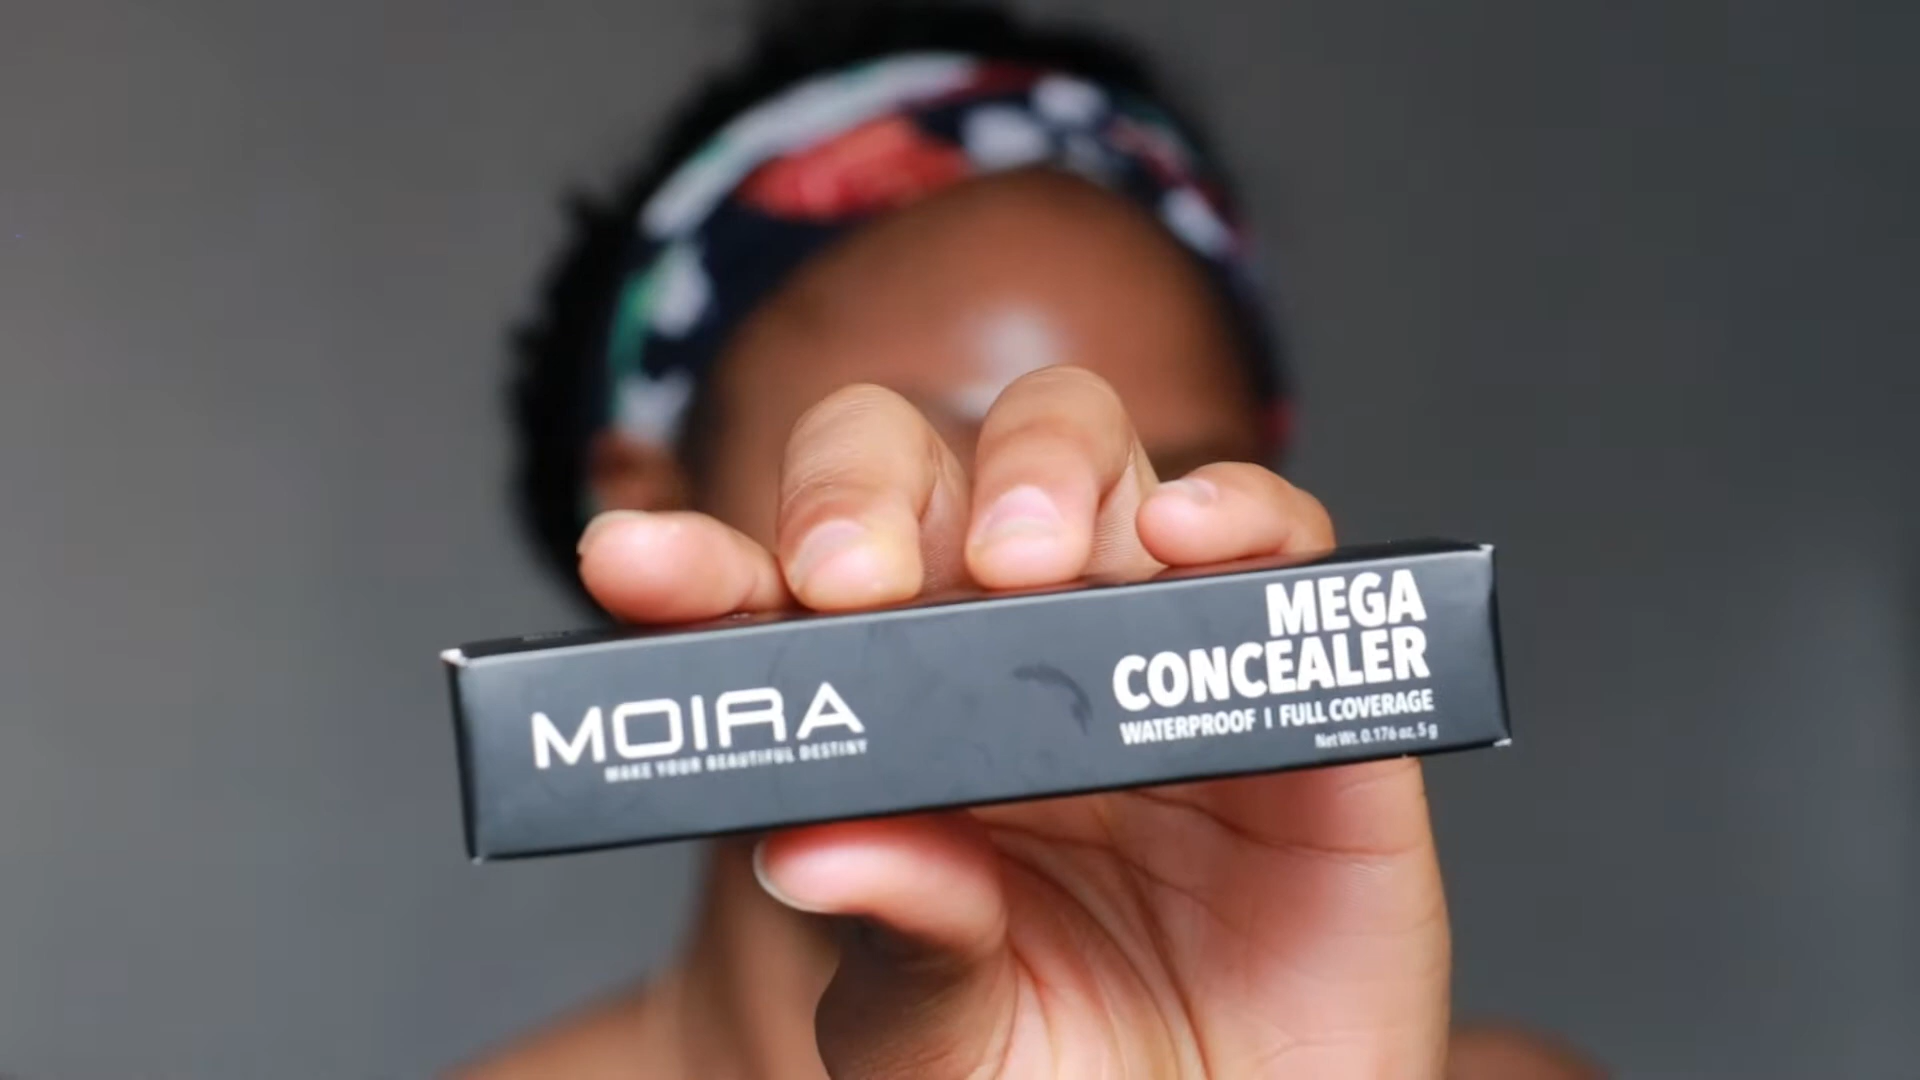 MOIRA
MAKE YOUR BEAUTIFUL DESTINY
MEGA
CONCEALER
WATERPROOF | FULL COVERAGE
Net Wt. 0.176 oz, 5 g